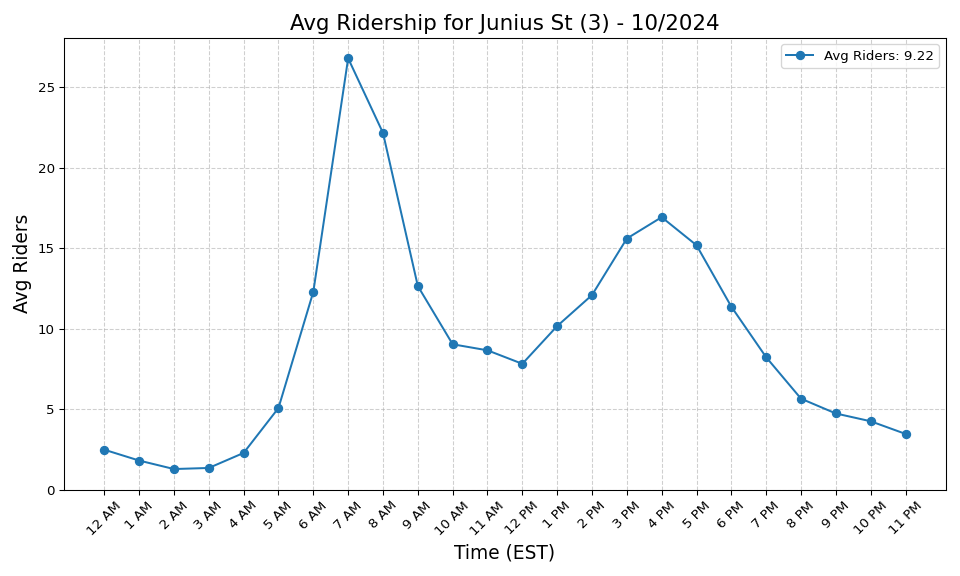 Avg Ridership for Junius St (3) - 10/2024
Avg Riders: 9.22
Avg Riders
25
20
15
10
5
0
12 AM
1 AM
2 AM
3 AM
4 AM
5 AM
6 AM
7 AM
8 AM
9 AM
10 AM
11 AM
12 PM
1 PM
2 PM
3 PM
4 PM
5 PM
6 PM
7 PM
8 PM
9 PM
10 PM
11 PM
Time (EST)